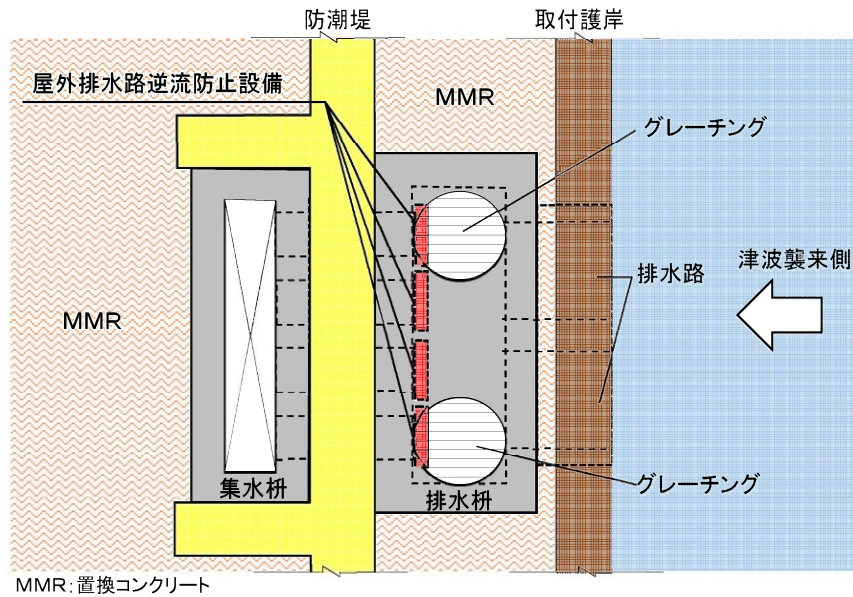 防潮堤
取付護岸
屋外排水路逆流防止設備
MMR
グレーチング
津波襲来側
排水路
MMR
グレーチング
集水枡
排水枡
MMR:置換コンクリート